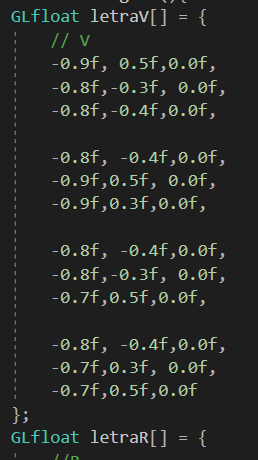 GLfloat letraV[] = {
// V
-0.9f, 0.5f,0.0f,
-0.8f,-0.3f, 0.0f,
-0.8f,-0.4f,0.0f,
-0.8f, -0.4f,0.0f,
-0.9f,0.5f, 0.0f,
-0.9f,0.3f,0.0f,
-0.8f, -0.4f,0.0f,
-0.8f,-0.3f, 0.0f,
-0.7f,0.5f,0.0f,
-0.8f, -0.4f,0.0f,
-0.7f,0.3f, 0.0f,
-0.7f,0.5f,0.0f
};
GLfloat letraR[] = {